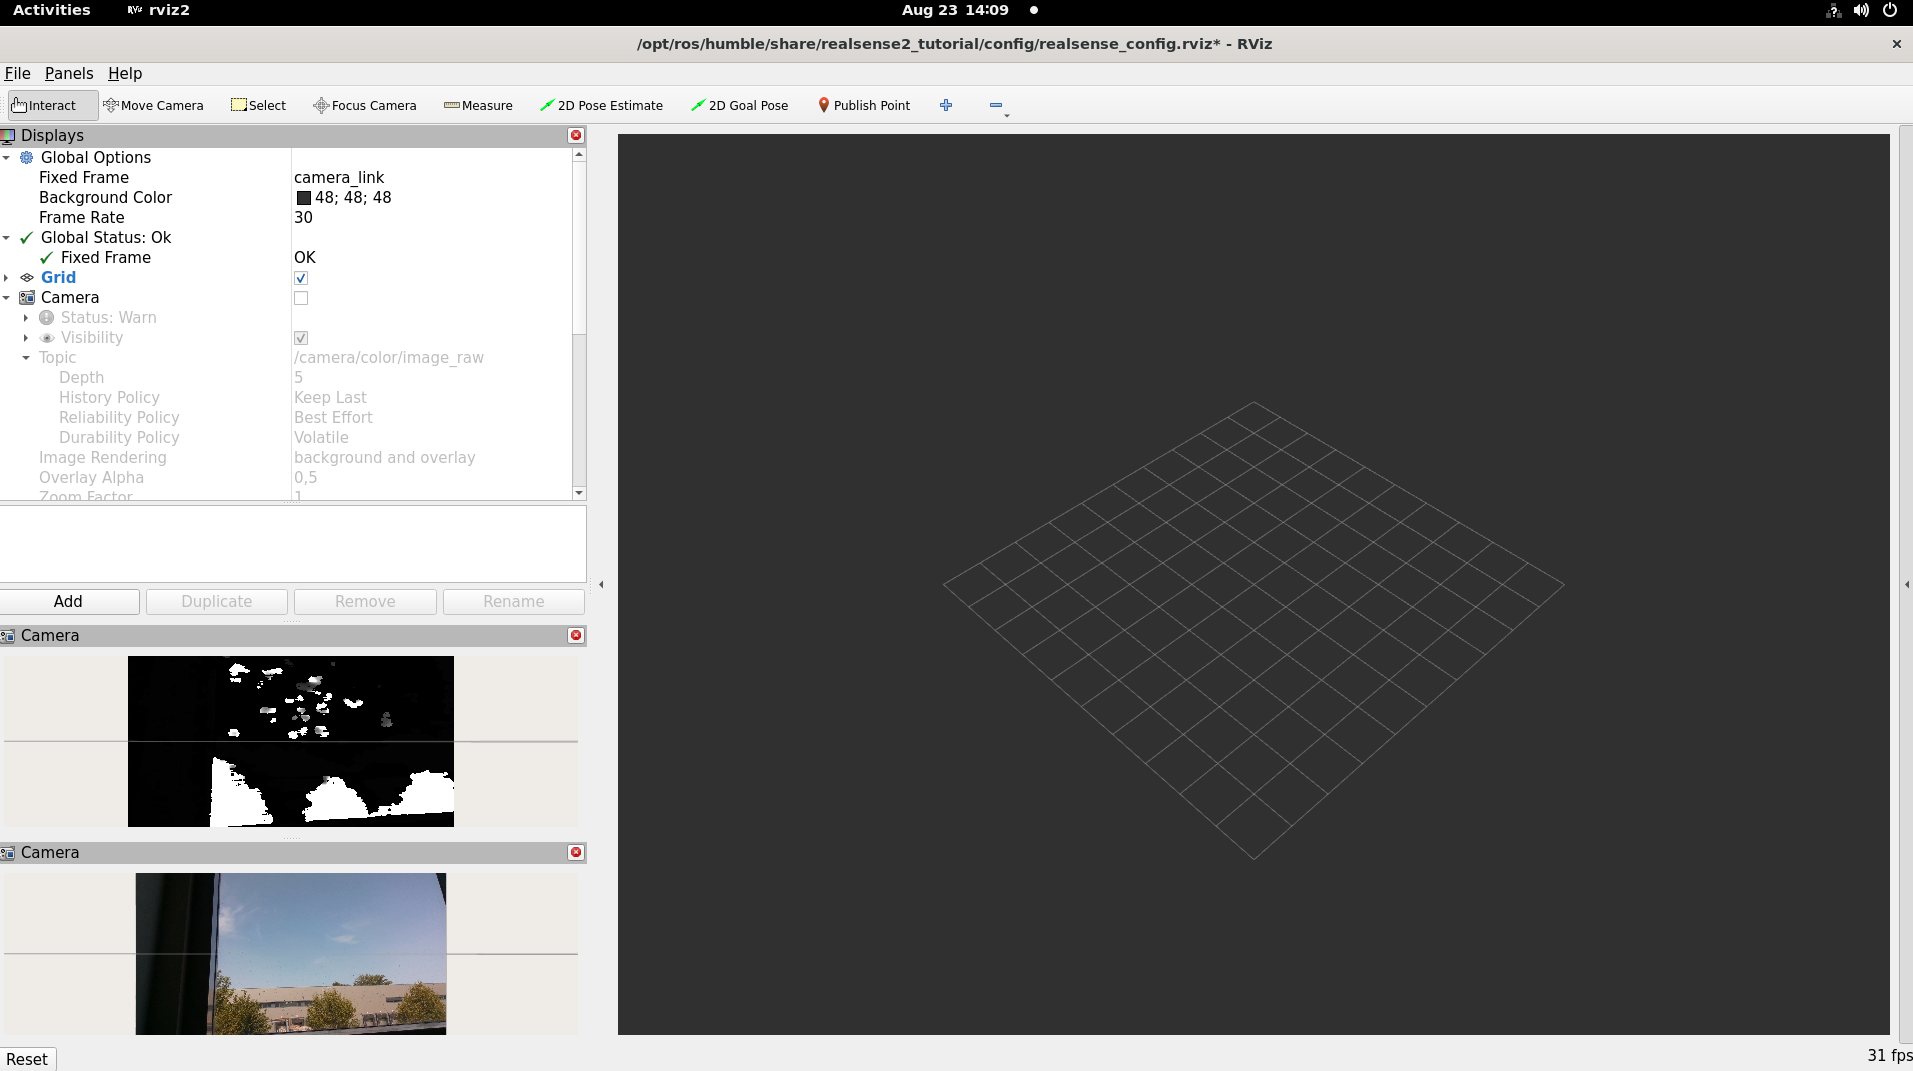 Activities RViz rviz2 Aug 23 14:09
/opt/ros/humble/share/realsense2_tutorial/config/realsense_config.rviz* - RViz
File Panels Help
Interact Move Camera Select Focus Camera Measure 2D Pose Estimate 2D Goal Pose Publish Point
Displays
Global Options
Fixed Frame camera_link
Background Color 48; 48; 48
Frame Rate 30
Global Status: Ok
Fixed Frame OK
Grid
Camera
Status: Warn
Visibility
Topic /camera/color/image_raw
Depth 5
History Policy Keep Last
Reliability Policy Best Effort
Durability Policy Volatile
Image Rendering background and overlay
Overlay Alpha 0,5
Zoom Factor 1
Add Duplicate Remove Rename
Camera
Camera
Reset 31 fps